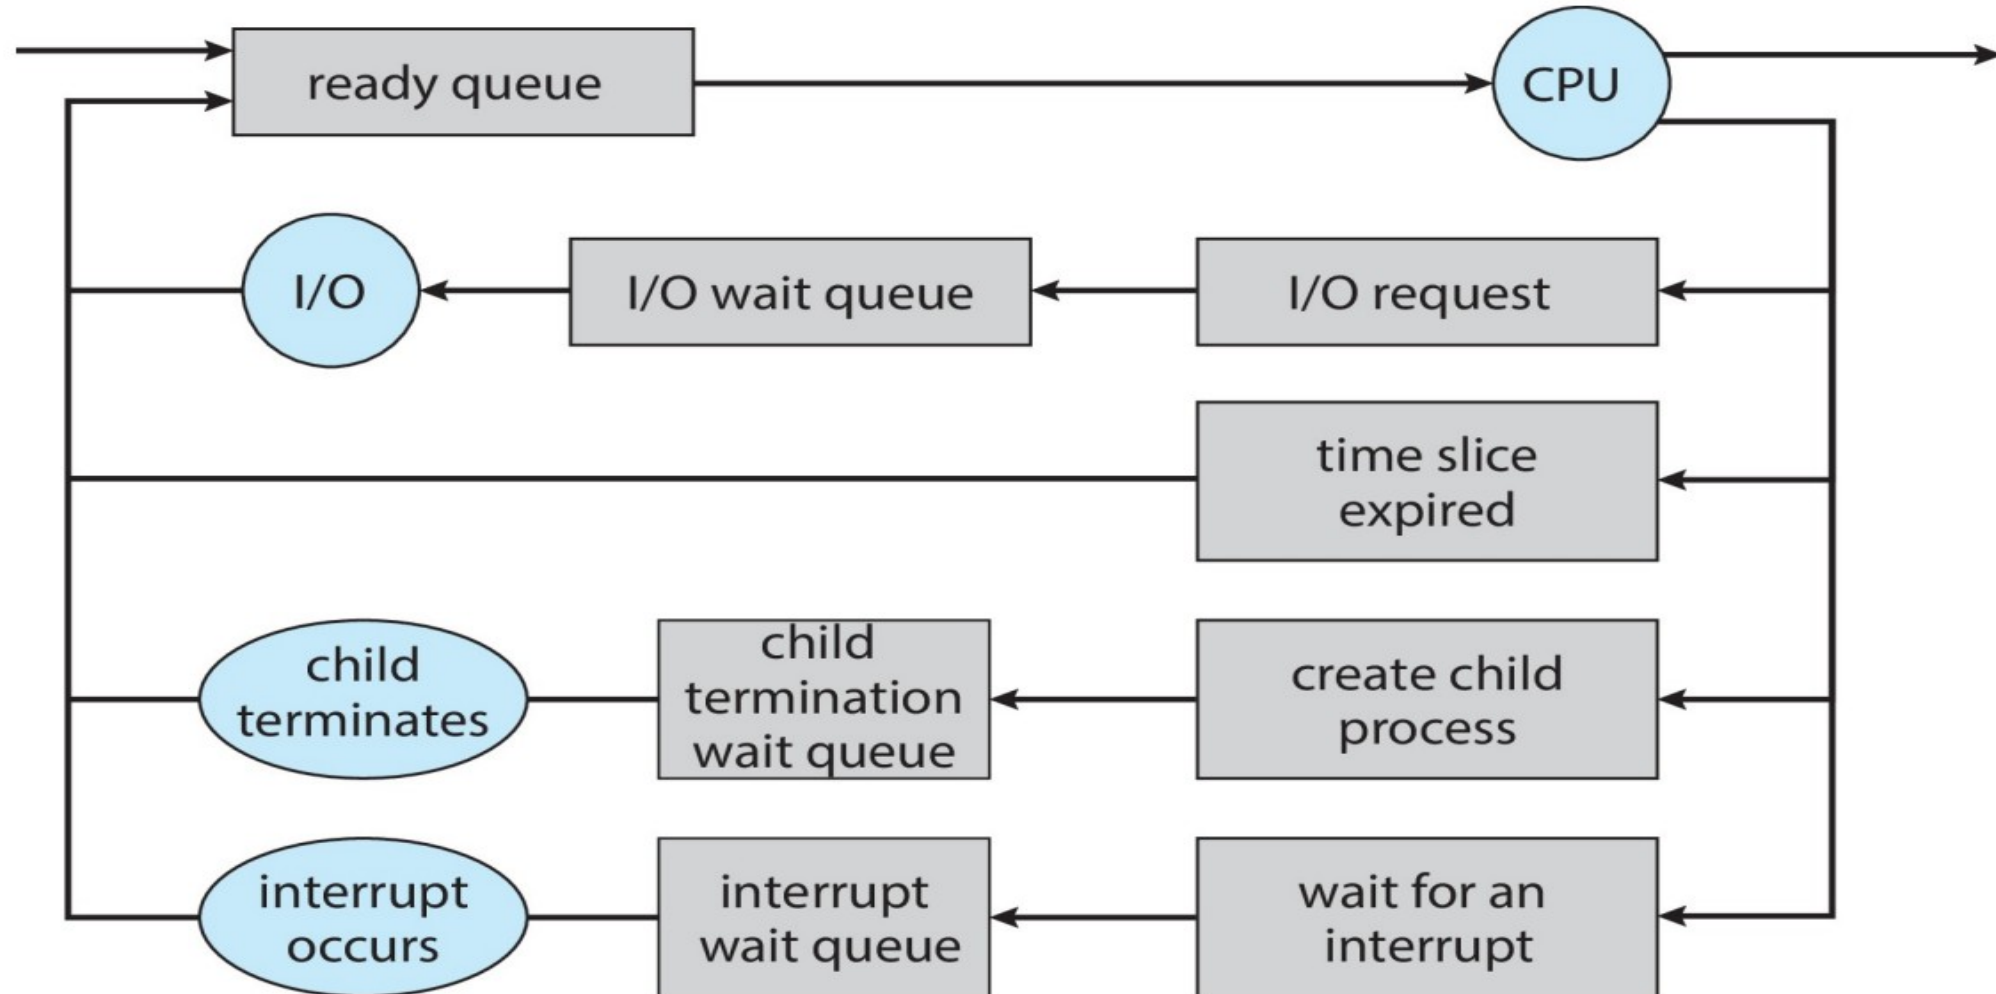 ready queue
CPU
I/O
I/O wait queue
I/O request
time slice
expired
child
terminates
child
termination
wait queue
create child
process
interrupt
occurs
interrupt
wait queue
wait for an
interrupt